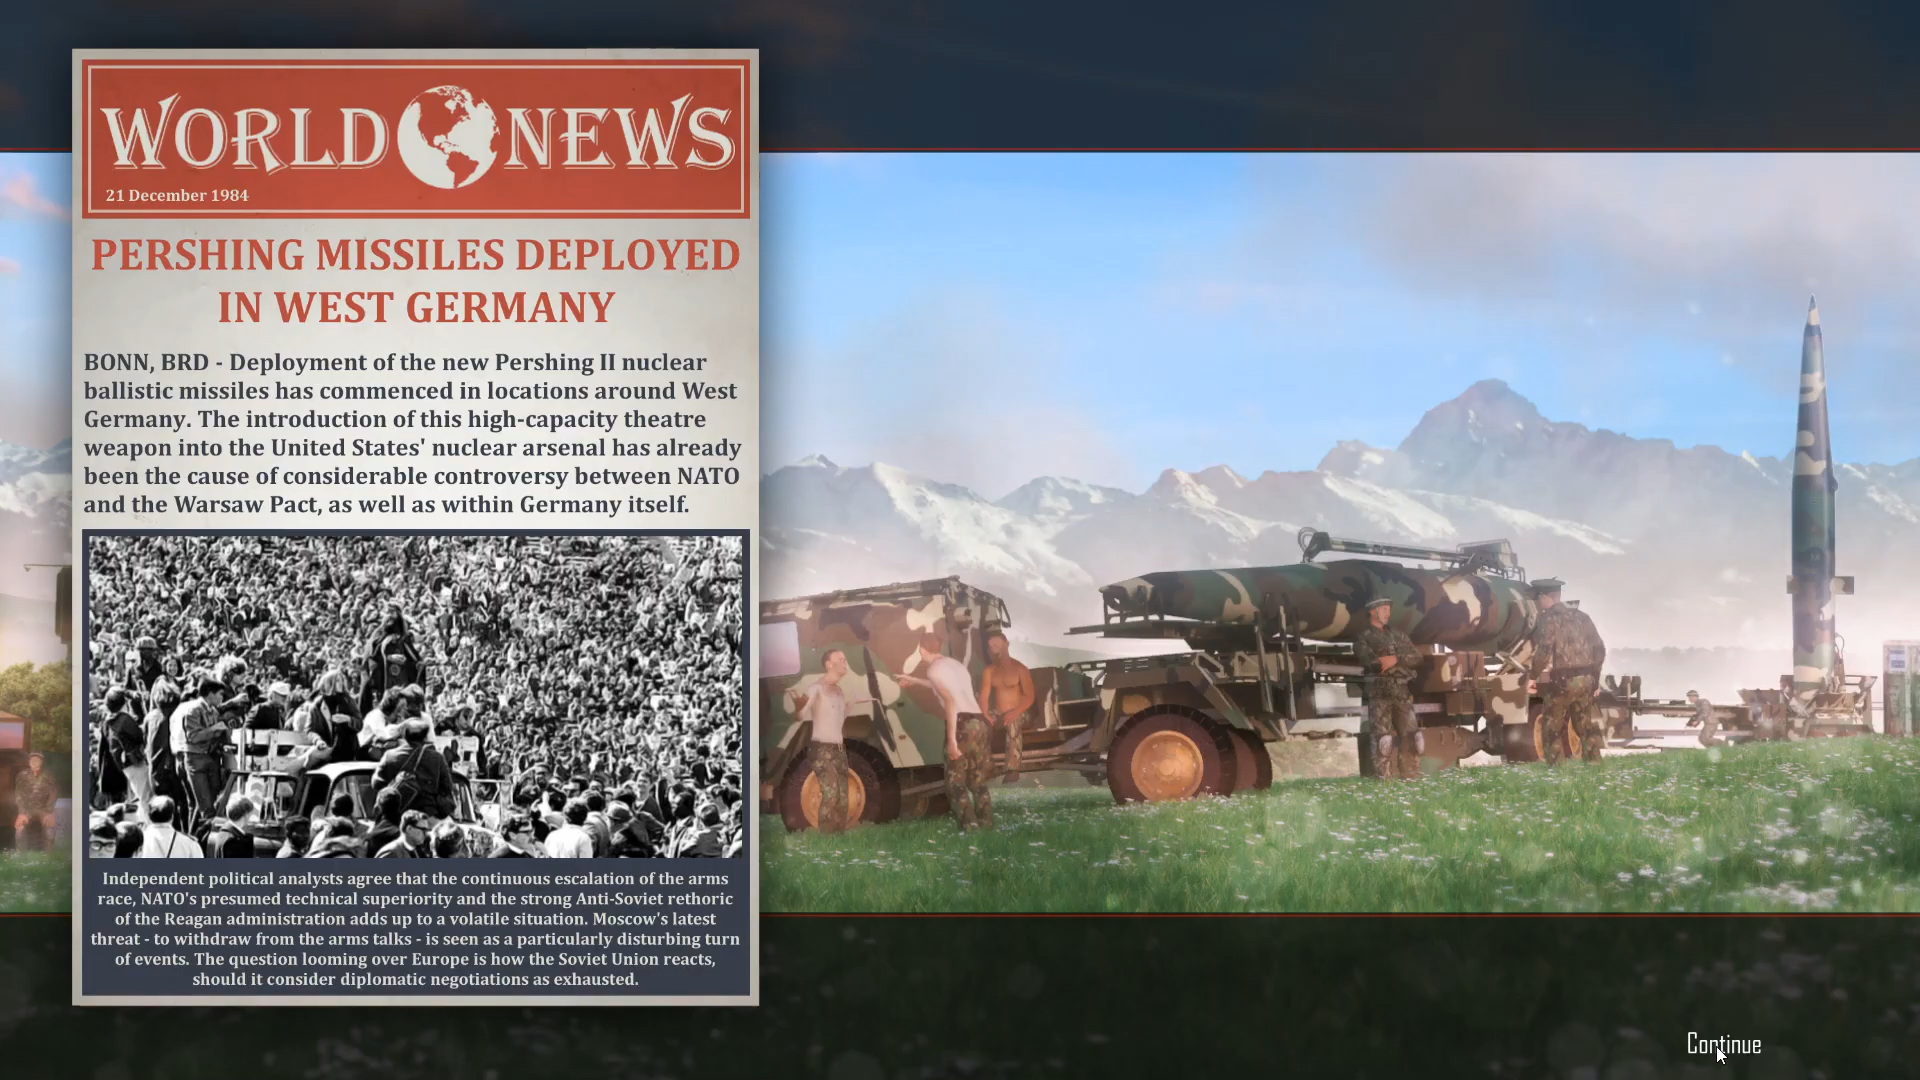 WORLD NEWS
21 December 1984
PERSHING MISSILES DEPLOYED
IN WEST GERMANY
BONN, BRD - Deployment of the new Pershing II nuclear
ballistic missiles has commenced in locations around West
Germany. The introduction of this high-capacity theatre
weapon into the United States' nuclear arsenal has already
been the cause of considerable controversy between NATO
and the Warsaw Pact, as well as within Germany itself.
Independent political analysts agree that the continuous escalation of the arms
race, NATO's presumed technical superiority and the strong Anti-Soviet rethoric
of the Reagan administration adds up to a volatile situation. Moscow's latest
threat - to withdraw from the arms talks - is seen as a particularly disturbing turn
of events. The question looming over Europe is how the Soviet Union reacts,
should it consider diplomatic negotiations as exhausted.
Continue